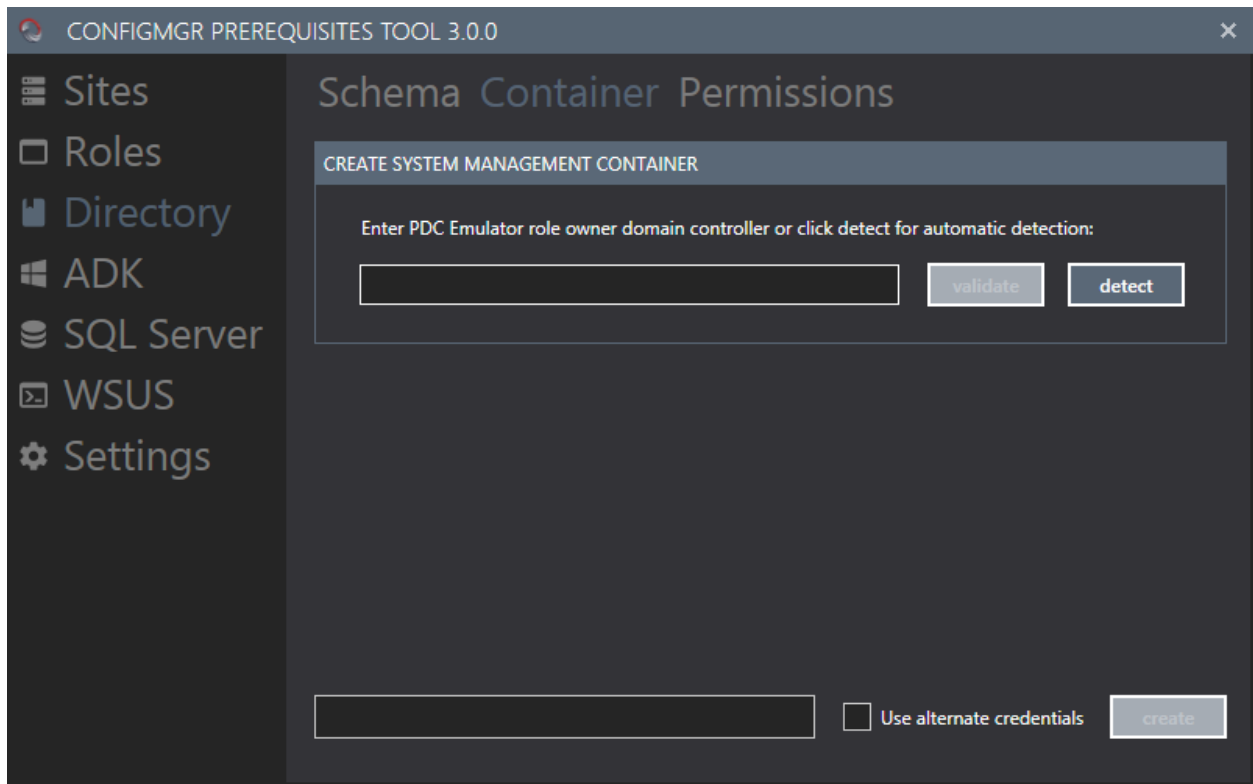 CONFIGMGR PREREQUISITES TOOL 3.0.0
Sites
Roles
Directory
ADK
SQL Server
WSUS
Settings
Schema Container Permissions
CREATE SYSTEM MANAGEMENT CONTAINER
Enter PDC Emulator role owner domain controller or click detect for automatic detection:
validate detect
Use alternate credentials create